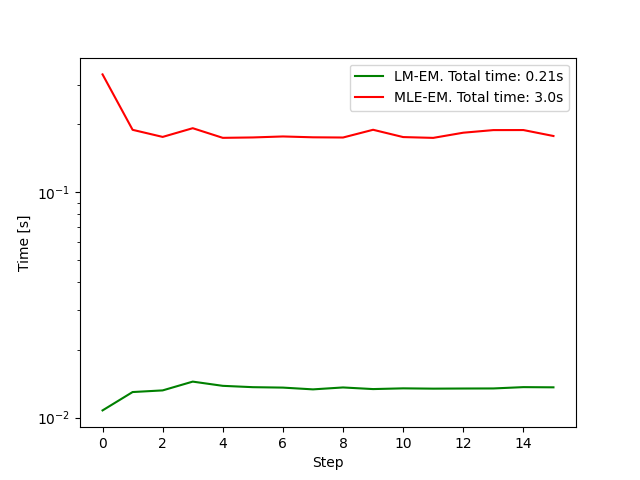 LM-EM. Total time: 0.21s
MLE-EM. Total time: 3.0s
Time [s]
10⁻¹
10⁻²
0 2 4 6 8 10 12 14
Step